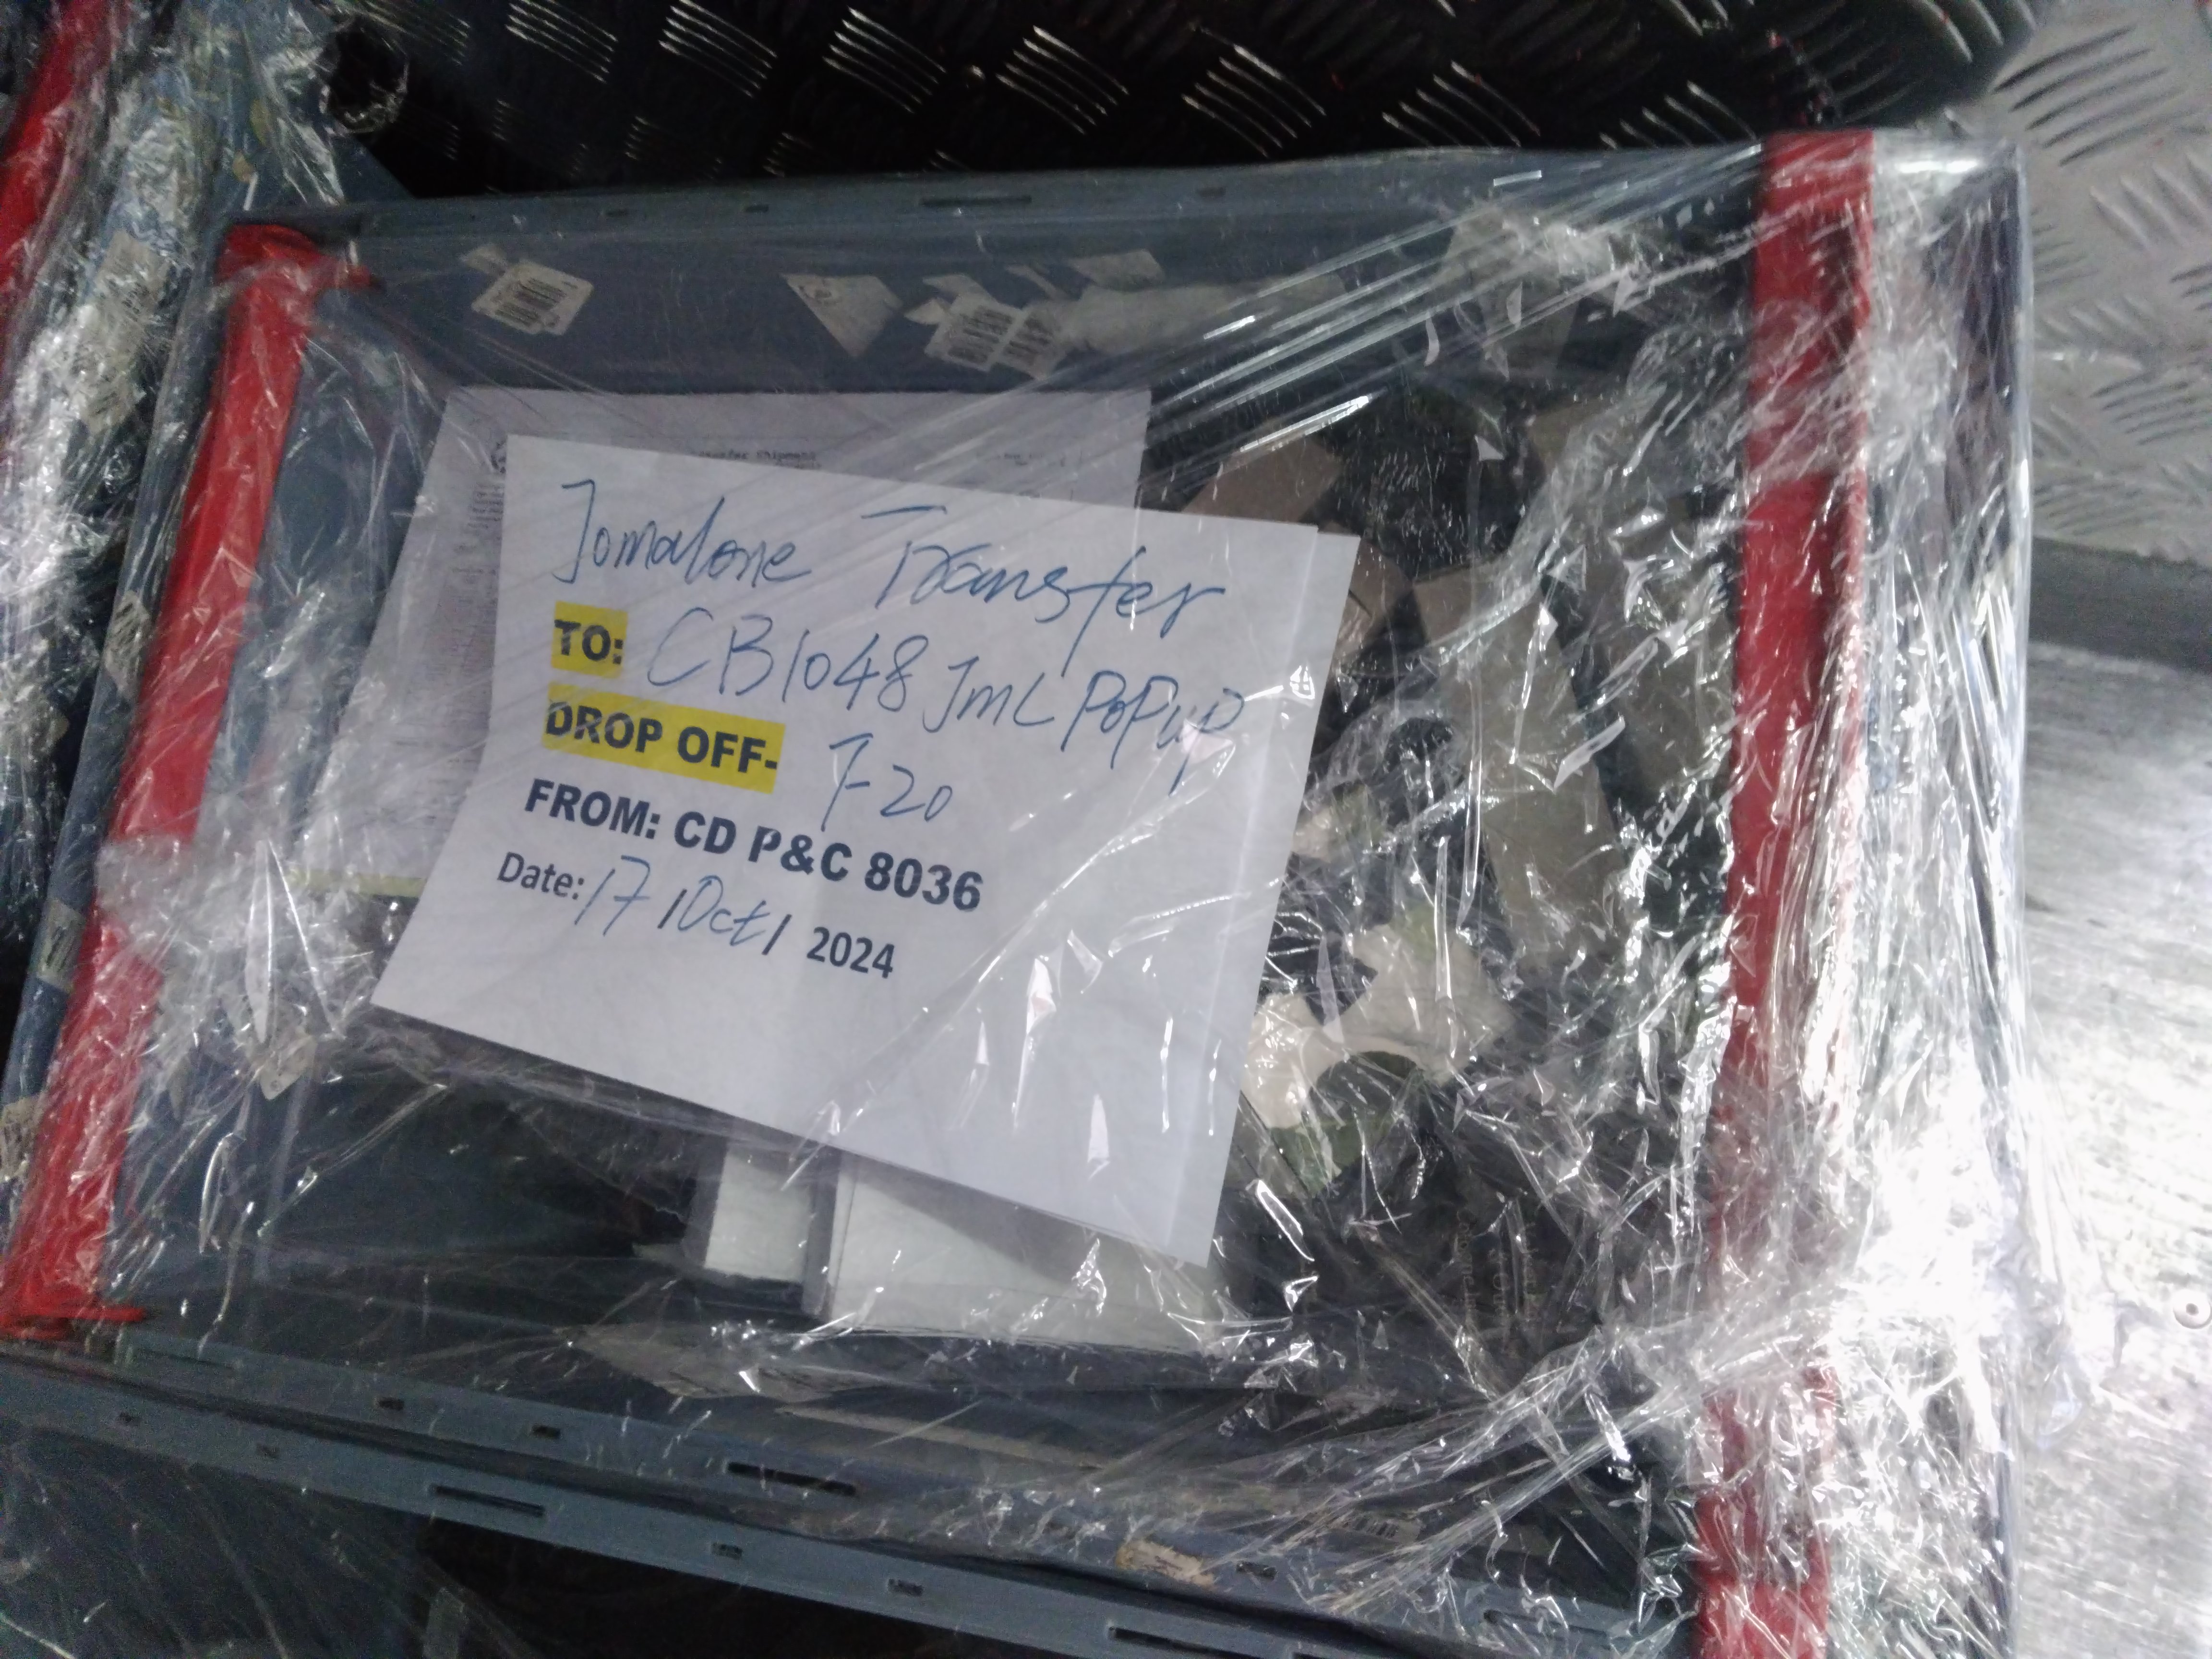 Jomalone Transfer
TO: CB1048 JmL PoPup
DROP OFF- 7-20
FROM: CD P&C 8036
Date: 17 /Oct/ 2024